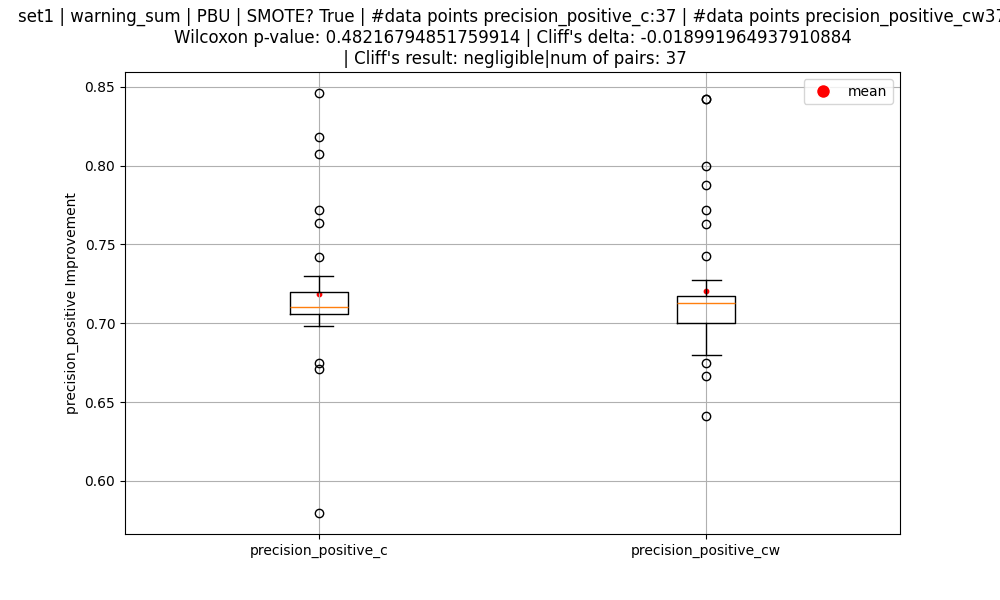 set1 | warning_sum | PBU | SMOTE? True | #data points precision_positive_c:37 | #data points precision_positive_cw37
Wilcoxon p-value: 0.48216794851759914 | Cliff's delta: -0.018991964937910884
| Cliff's result: negligible|num of pairs: 37
mean
precision_positive Improvement
0.85
0.80
0.75
0.70
0.65
0.60
precision_positive_c
precision_positive_cw